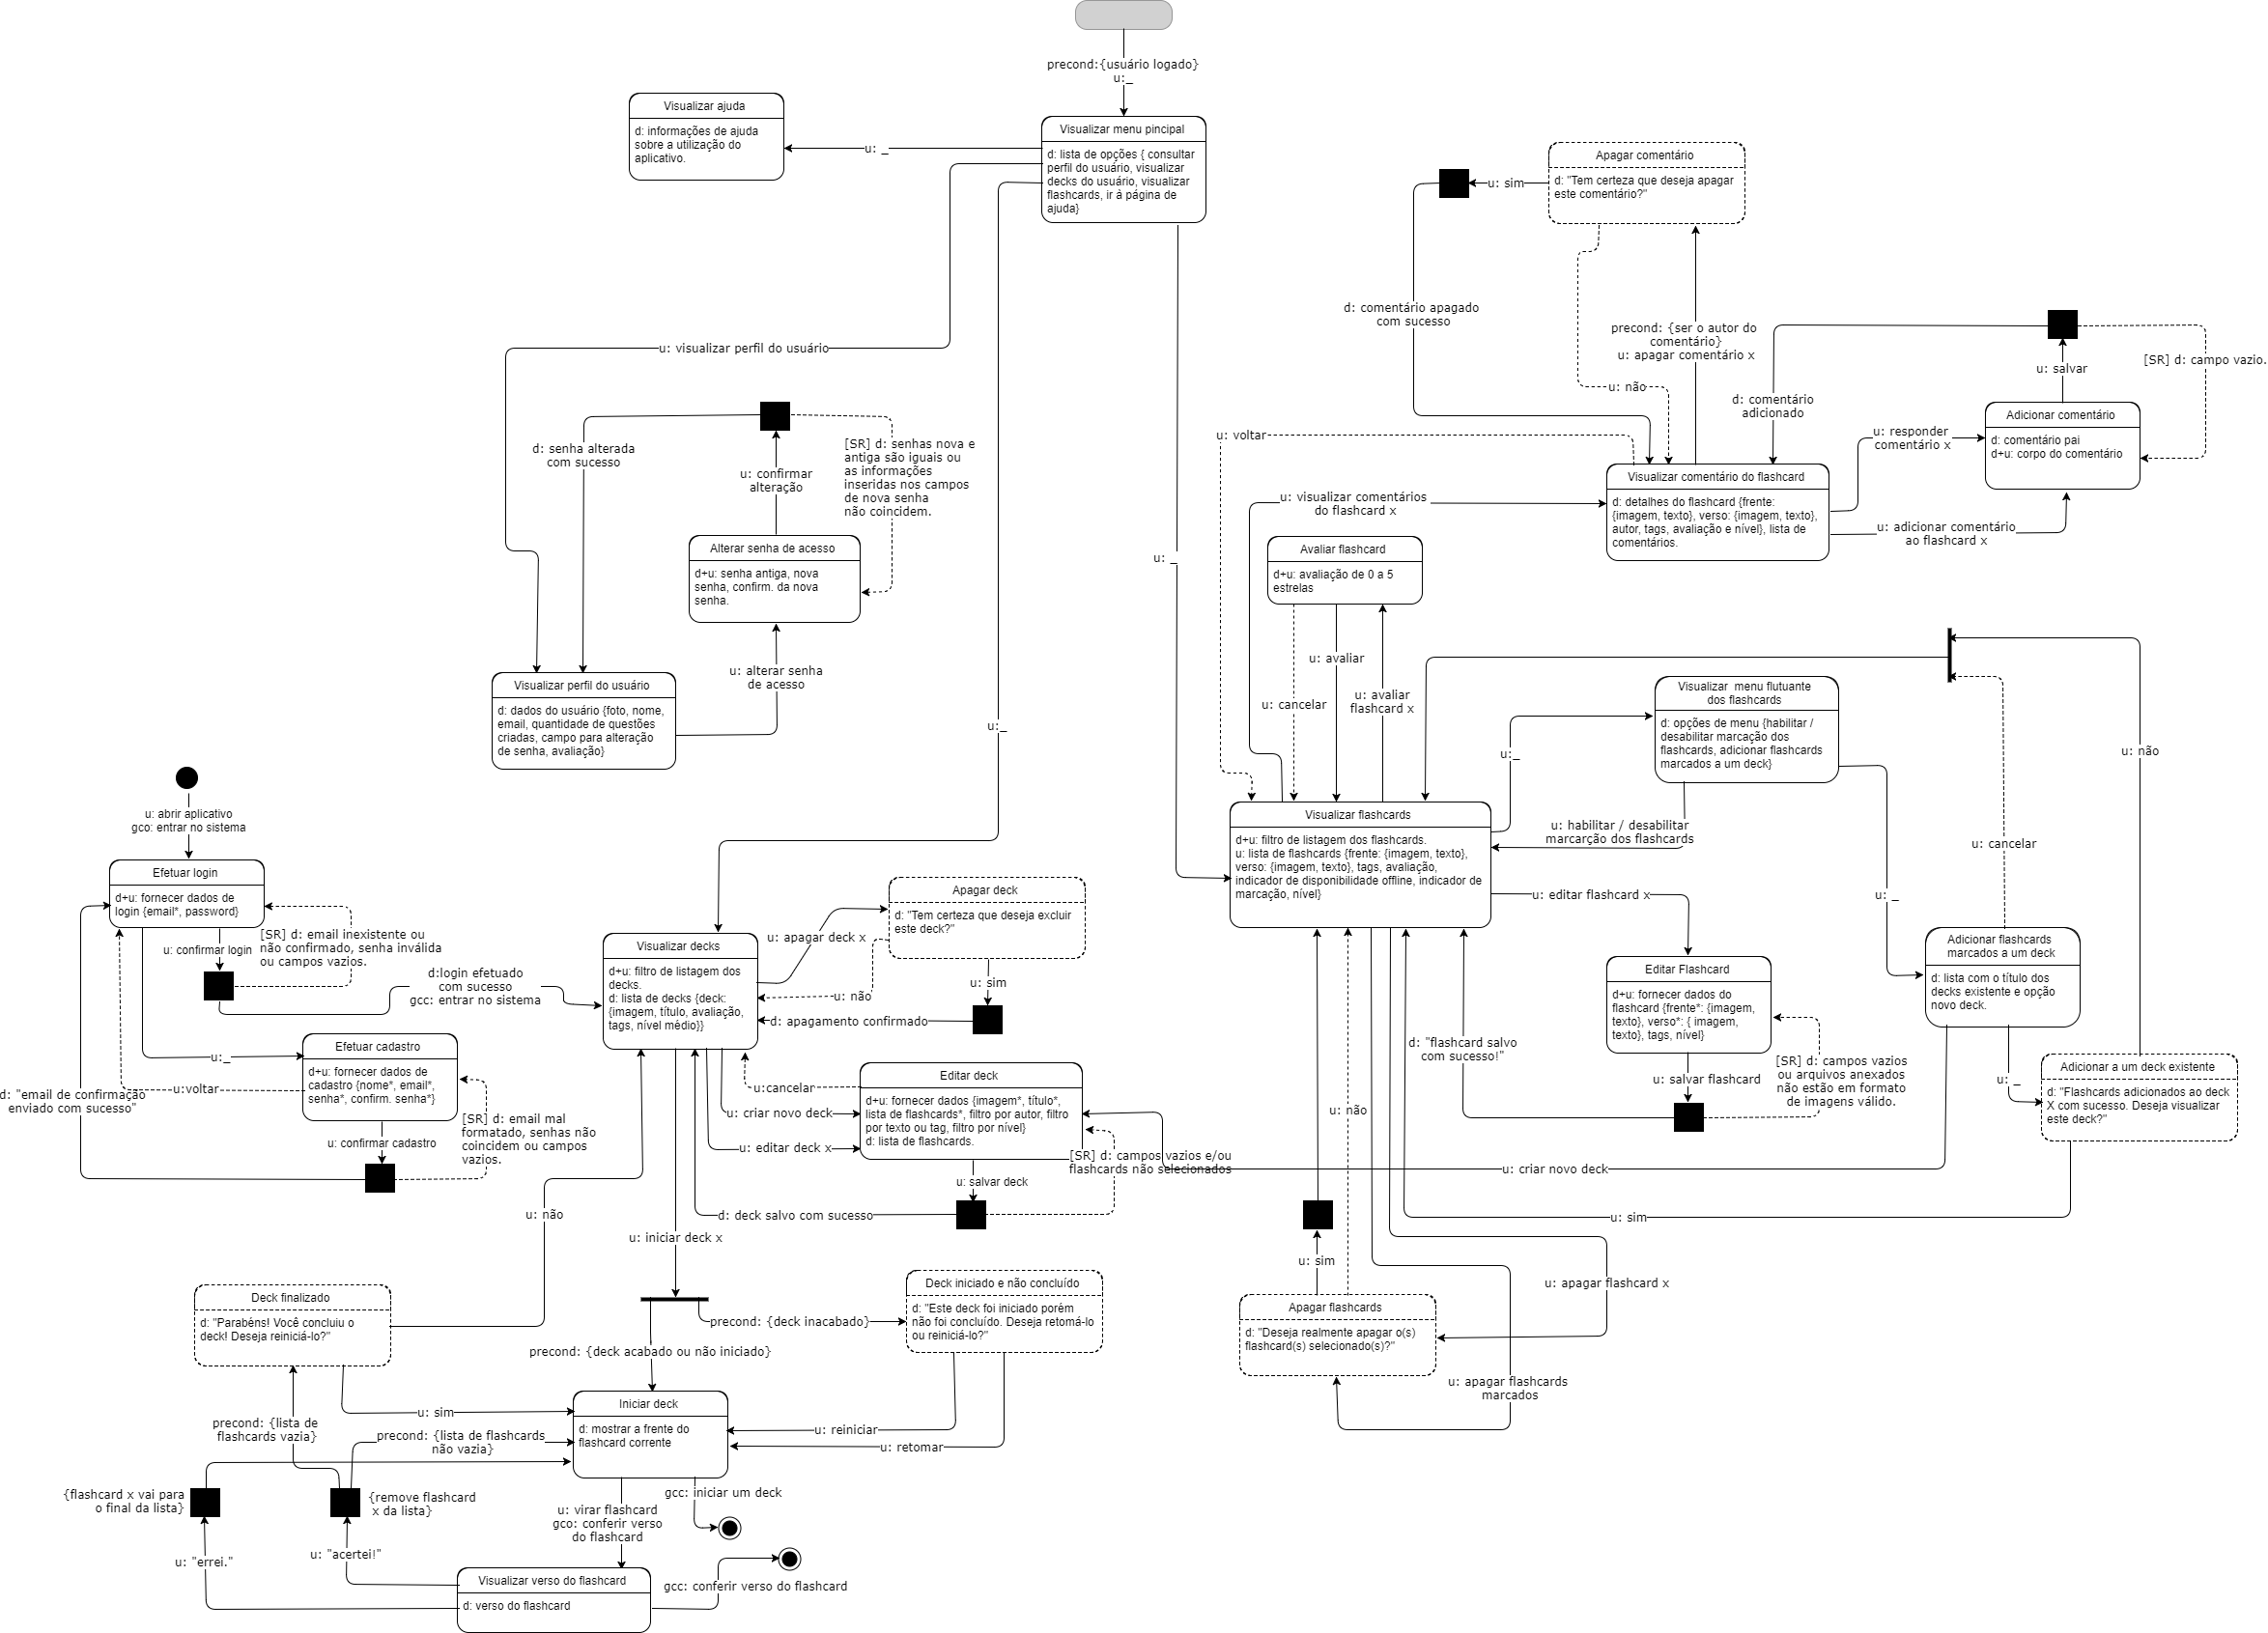 precond:{usuário logado}
u:_
Visualizar ajuda
d: informações de ajuda
sobre a utilização do
aplicativo.
u: _
Visualizar menu pincipal
d: lista de opções { consultar
perfil do usuário, visualizar
decks do usuário, visualizar
flashcards, ir à página de
ajuda}
Apagar comentário
d: "Tem certeza que deseja apagar
este comentário?"
u: sim
d: comentário apagado
com sucesso
precond: {ser o autor do
comentário}
u: apagar comentário x
u: não
[SR] d: campo vazio.
u: salvar
d: comentário
adicionado
Adicionar comentário
d: comentário pai
d+u: corpo do comentário
u: responder
comentário x
u: adicionar comentário
ao flashcard x
Visualizar comentário do flashcard
d: detalhes do flashcard {frente:
{imagem, texto}, verso: {imagem, texto},
autor, tags, avaliação e nível}, lista de
comentários.
u: voltar
u: visualizar comentários
do flashcard x
u: visualizar perfil do usuário
d: senha alterada
com sucesso
u: confirmar
alteração
[SR] d: senhas nova e
antiga são iguais ou
as informações
inseridas nos campos
de nova senha
não coincidem.
Alterar senha de acesso
d+u: senha antiga, nova
senha, confirm. da nova
senha.
u: alterar senha
de acesso
Visualizar perfil do usuário
d: dados do usuário {foto, nome,
email, quantidade de questões
criadas, campo para alteração
de senha, avaliação}
u: _
u:_
Avaliar flashcard
d+u: avaliação de 0 a 5
estrelas
u: avaliar
u: cancelar
u: avaliar
flashcard x
Visualizar  menu flutuante
dos flashcards
d: opções de menu {habilitar /
desabilitar marcação dos
flashcards, adicionar flashcards
marcados a um deck}
u:_
u: habilitar / desabilitar
marcarção dos flashcards
u: não
u: cancelar
u: _
Visualizar flashcards
d+u: filtro de listagem dos flashcards.
u: lista de flashcards {frente: {imagem, texto},
verso: {imagem, texto}, tags, avaliação,
indicador de disponibilidade offline, indicador de
marcação, nível}
u: editar flashcard x
Editar Flashcard
d+u: fornecer dados do
flashcard {frente*: {imagem,
texto}, verso*: { imagem,
texto}, tags, nível}
u: salvar flashcard
d: "flashcard salvo
com sucesso!"
[SR] d: campos vazios
ou arquivos anexados
não estão em formato
de imagens válido.
Adicionar flashcards
marcados a um deck
d: lista com o título dos
decks existente e opção
novo deck.
u: _
Adicionar a um deck existente
d: "Flashcards adicionados ao deck
X com sucesso. Deseja visualizar
este deck?"
u: criar novo deck
u: sim
u: abrir aplicativo
gco: entrar no sistema
Efetuar login
d+u: fornecer dados de
login {email*, password}
u: confirmar login
[SR] d: email inexistente ou
não confirmado, senha inválida
ou campos vazios.
d:login efetuado
com sucesso
gcc: entrar no sistema
Efetuar cadastro
d+u: fornecer dados de
cadastro {nome*, email*,
senha*, confirm. senha*}
u:_
u:voltar
d: "email de confirmação
enviado com sucesso"
u: confirmar cadastro
[SR] d: email mal
formatado, senhas não
coincidem ou campos
vazios.
Visualizar decks
d+u: filtro de listagem dos
decks.
d: lista de decks {deck:
{imagem, título, avaliação,
tags, nível médio}}
u: apagar deck x
Apagar deck
d: "Tem certeza que deseja excluir
este deck?"
u: não
u: sim
d: apagamento confirmado
Editar deck
d+u: fornecer dados {imagem*, título*,
lista de flashcards*, filtro por autor, filtro
por texto ou tag, filtro por nível}
d: lista de flashcards.
u:cancelar
u: criar novo deck
u: editar deck x
u: salvar deck
[SR] d: campos vazios e/ou
flashcards não selecionados
d: deck salvo com sucesso
u: não
u: iniciar deck x
u: não
u: sim
Apagar flashcards
d: "Deseja realmente apagar o(s)
flashcard(s) selecionado(s)?"
u: apagar flashcard x
u: apagar flashcards
marcados
Deck finalizado
d: "Parabéns! Você concluiu o
deck! Deseja reiniciá-lo?"
precond: {deck inacabado}
Deck iniciado e não concluído
d: "Este deck foi iniciado porém
não foi concluído. Deseja retomá-lo
ou reiniciá-lo?"
precond: {deck acabado ou não iniciado}
u: sim
Iniciar deck
d: mostrar a frente do
flashcard corrente
u: reiniciar
u: retomar
precond: {lista de
flashcards vazia}
precond: {lista de flashcards
não vazia}
{flashcard x vai para
o final da lista}
{remove flashcard
x da lista}
gcc: iniciar um deck
u: virar flashcard
gco: conferir verso
do flashcard
u: "errei."
u: "acertei!"
Visualizar verso do flashcard
d: verso do flashcard
gcc: conferir verso do flashcard